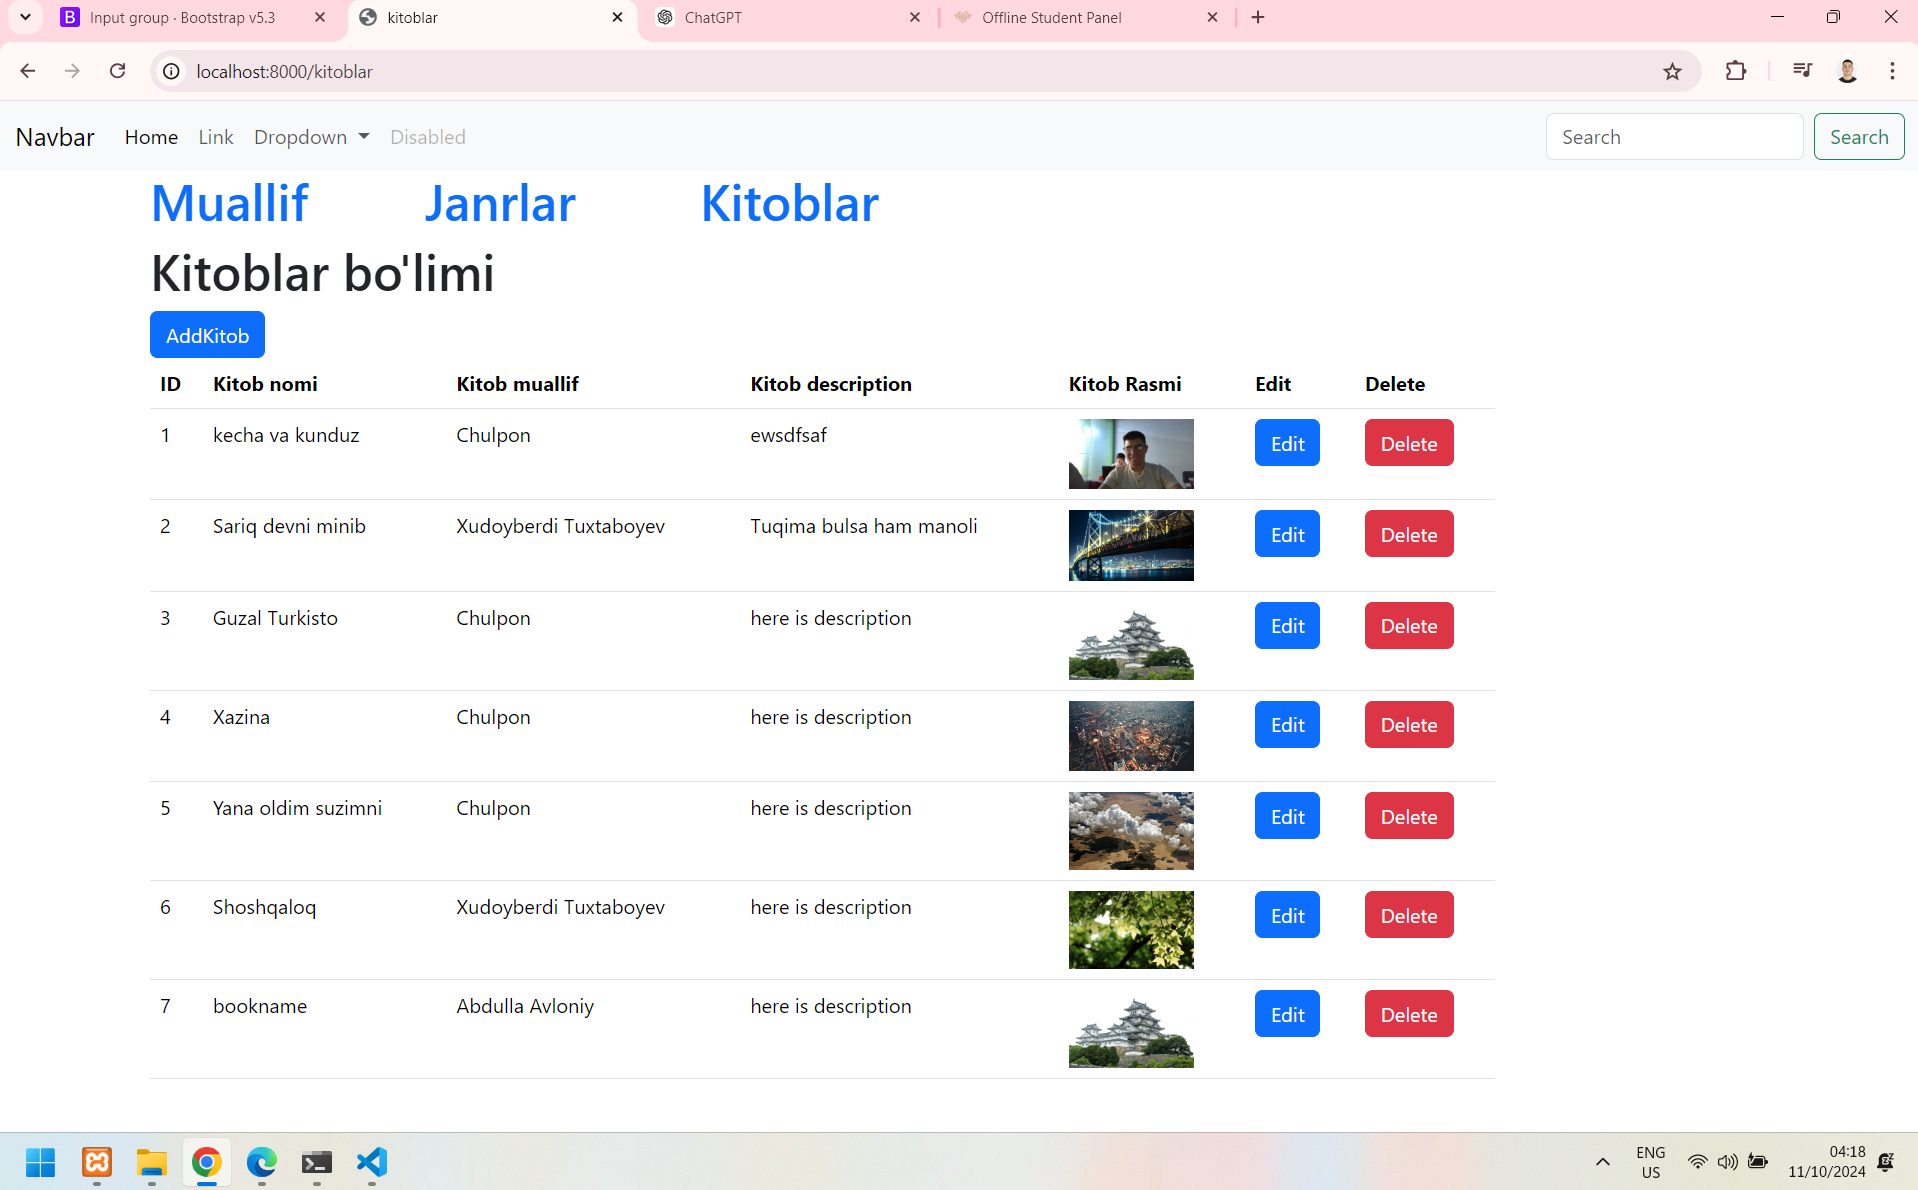 Input group · Bootstrap v5.3
kitoblar
ChatGPT
Offline Student Panel
localhost:8000/kitoblar
Navbar Home Link Dropdown Disabled Search Search
Muallif Janrlar Kitoblar
Kitoblar bo'limi
AddKitob
ID Kitob nomi Kitob muallif Kitob description Kitob Rasmi Edit Delete
1 kecha va kunduz Chulpon ewsdfsaf Edit Delete
2 Sariq devni minib Xudoyberdi Tuxtaboyev Tuqima bulsa ham manoli Edit Delete
3 Guzal Turkisto Chulpon here is description Edit Delete
4 Xazina Chulpon here is description Edit Delete
5 Yana oldim suzimni Chulpon here is description Edit Delete
6 Shoshqaloq Xudoyberdi Tuxtaboyev here is description Edit Delete
7 bookname Abdulla Avloniy here is description Edit Delete
ENG
US
04:18
11/10/2024